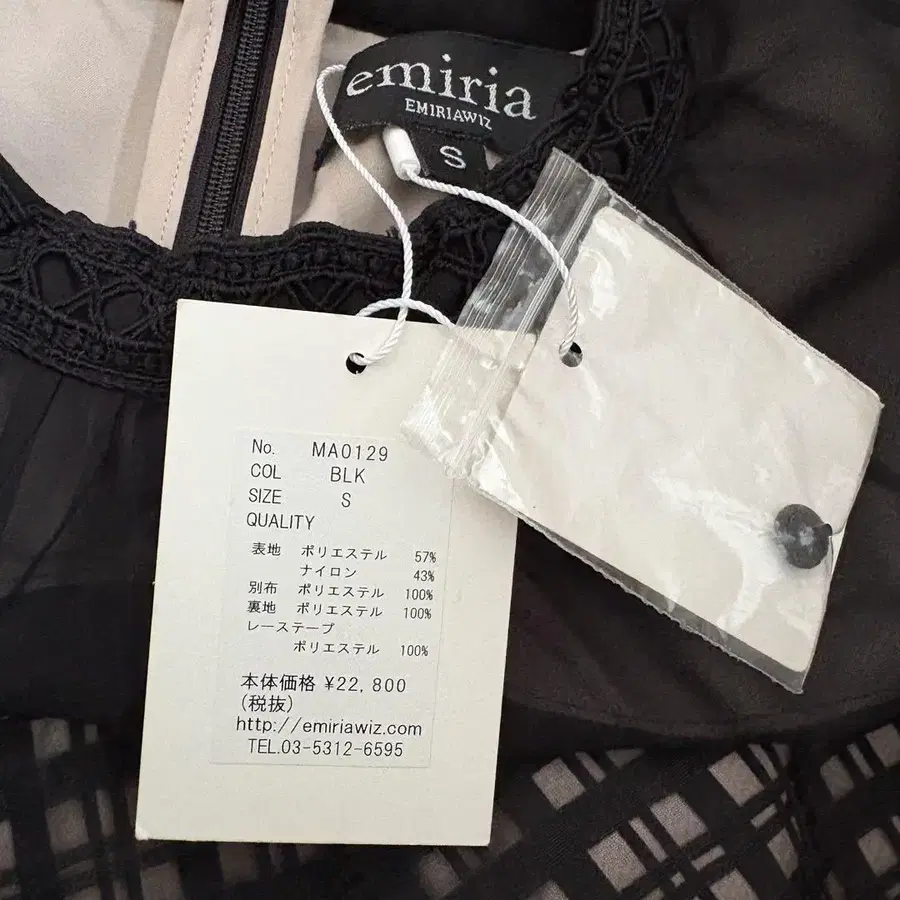 emiria
EMIRIAWIZ
S
No. MA0129
COL BLK
SIZE S
QUALITY
表地 ポリエステル 57%
ナイロン 43%
別布 ポリエステル 100%
裏地 ポリエステル 100%
レーステープ
ポリエステル 100%
本体価格 ¥22,800
(税抜)
http://emiriawiz.com
TEL.03-5312-6595